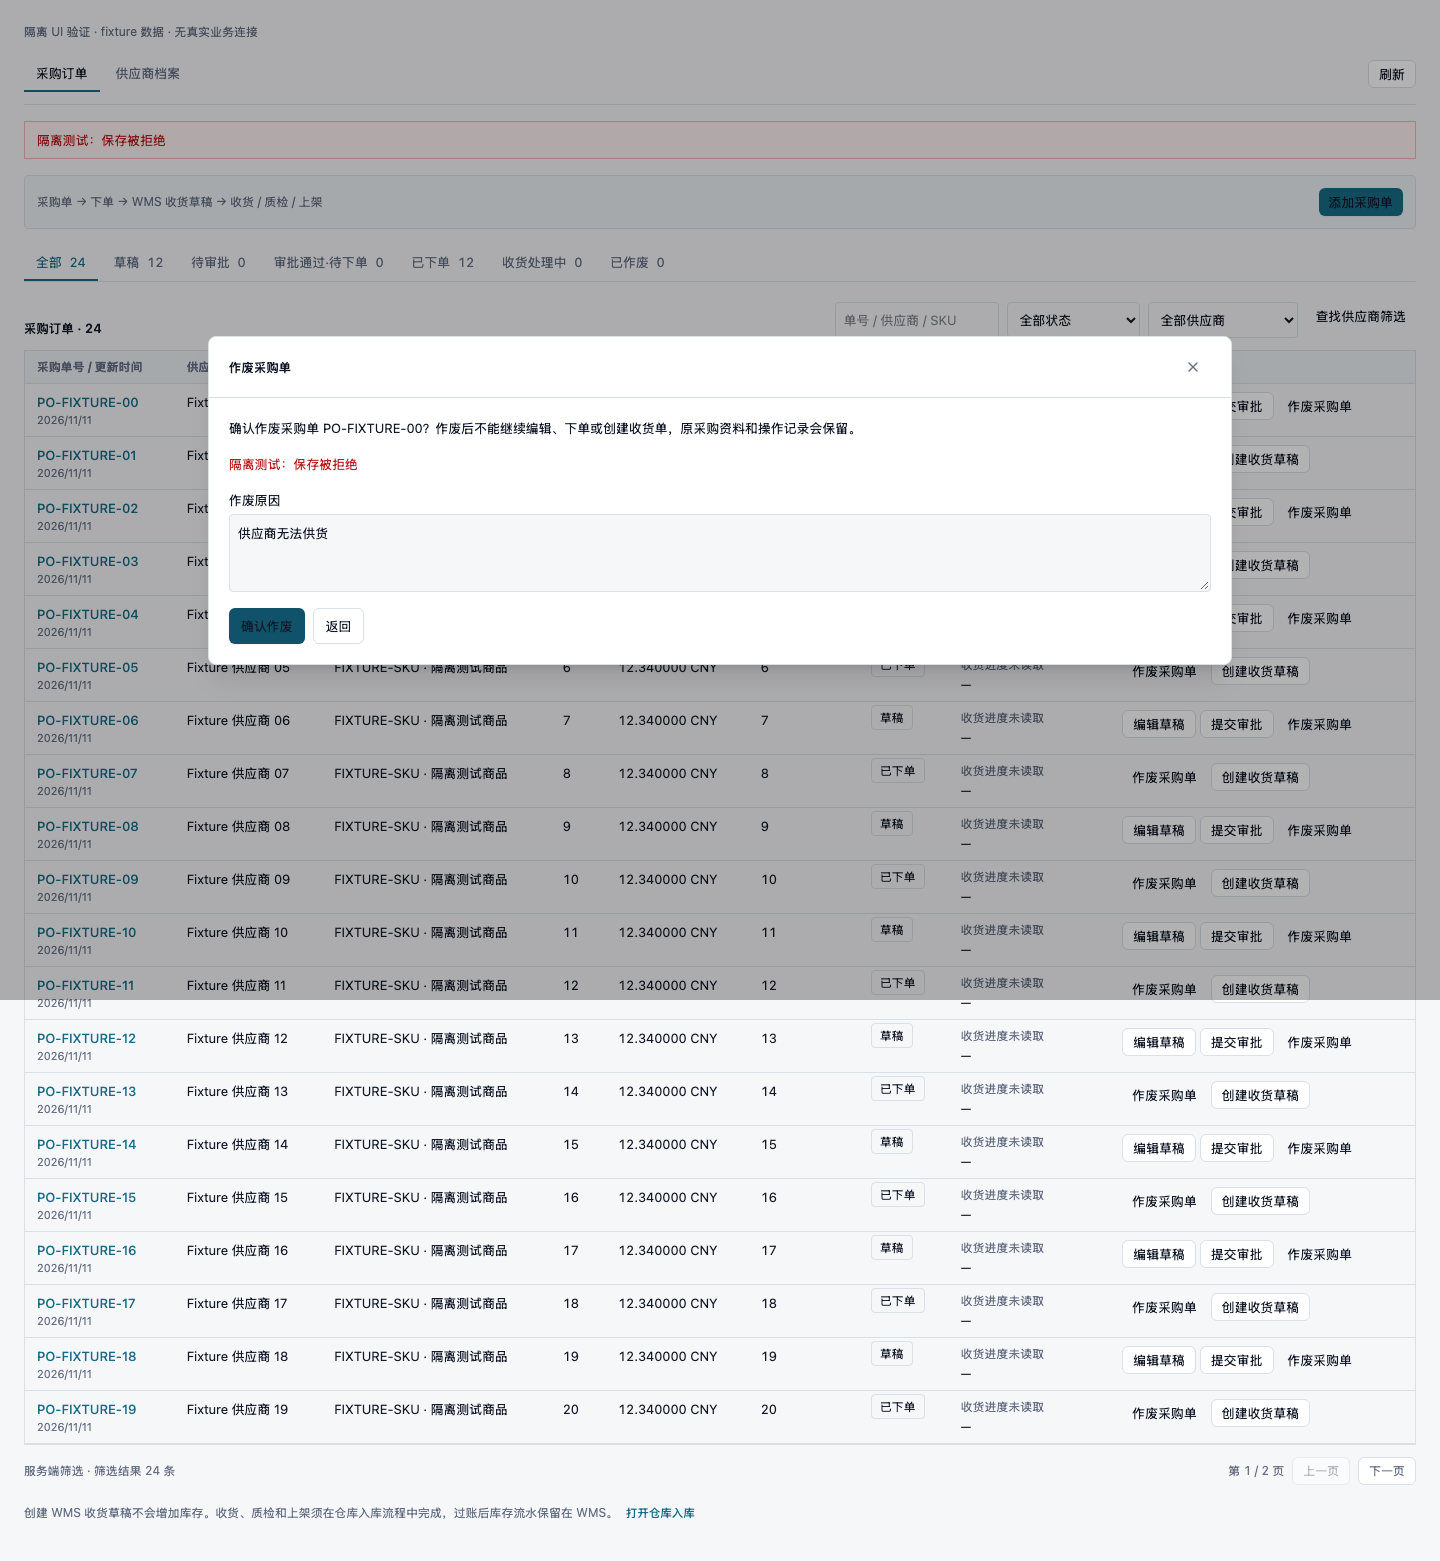 隔离 UI 验证 · fixture 数据 · 无真实业务连接
采购订单 供应商档案 刷新
隔离测试：保存被拒绝
采购单 → 下单 → WMS 收货草稿 → 收货 / 质检 / 上架 添加采购单
全部 24 草稿 12 待审批 0 审批通过·待下单 0 已下单 12 收货处理中 0 已作废 0
采购订单 · 24 单号 / 供应商 / SKU 全部状态 全部供应商 查找供应商筛选
采购单号 / 更新时间
作废采购单
确认作废采购单 PO-FIXTURE-00？作废后不能继续编辑、下单或创建收货单，原采购资料和操作记录会保留。
隔离测试：保存被拒绝
作废原因
供应商无法供货
确认作废 返回
PO-FIXTURE-00 作废采购单
2026/11/11
PO-FIXTURE-01
2026/11/11
PO-FIXTURE-02 作废采购单
2026/11/11
PO-FIXTURE-03
2026/11/11
PO-FIXTURE-04 作废采购单
2026/11/11
PO-FIXTURE-05 Fixture 供应商 05 FIXTURE-SKU · 隔离测试商品 6 12.340000 CNY 6 已下单 收货进度未读取 作废采购单 创建收货草稿
2026/11/11 —
PO-FIXTURE-06 Fixture 供应商 06 FIXTURE-SKU · 隔离测试商品 7 12.340000 CNY 7 草稿 收货进度未读取 编辑草稿 提交审批 作废采购单
2026/11/11 —
PO-FIXTURE-07 Fixture 供应商 07 FIXTURE-SKU · 隔离测试商品 8 12.340000 CNY 8 已下单 收货进度未读取 作废采购单 创建收货草稿
2026/11/11 —
PO-FIXTURE-08 Fixture 供应商 08 FIXTURE-SKU · 隔离测试商品 9 12.340000 CNY 9 草稿 收货进度未读取 编辑草稿 提交审批 作废采购单
2026/11/11 —
PO-FIXTURE-09 Fixture 供应商 09 FIXTURE-SKU · 隔离测试商品 10 12.340000 CNY 10 已下单 收货进度未读取 作废采购单 创建收货草稿
2026/11/11 —
PO-FIXTURE-10 Fixture 供应商 10 FIXTURE-SKU · 隔离测试商品 11 12.340000 CNY 11 草稿 收货进度未读取 编辑草稿 提交审批 作废采购单
2026/11/11 —
PO-FIXTURE-11 Fixture 供应商 11 FIXTURE-SKU · 隔离测试商品 12 12.340000 CNY 12 已下单 收货进度未读取 作废采购单 创建收货草稿
2026/11/11 —
PO-FIXTURE-12 Fixture 供应商 12 FIXTURE-SKU · 隔离测试商品 13 12.340000 CNY 13 草稿 收货进度未读取 编辑草稿 提交审批 作废采购单
2026/11/11 —
PO-FIXTURE-13 Fixture 供应商 13 FIXTURE-SKU · 隔离测试商品 14 12.340000 CNY 14 已下单 收货进度未读取 作废采购单 创建收货草稿
2026/11/11 —
PO-FIXTURE-14 Fixture 供应商 14 FIXTURE-SKU · 隔离测试商品 15 12.340000 CNY 15 草稿 收货进度未读取 编辑草稿 提交审批 作废采购单
2026/11/11 —
PO-FIXTURE-15 Fixture 供应商 15 FIXTURE-SKU · 隔离测试商品 16 12.340000 CNY 16 已下单 收货进度未读取 作废采购单 创建收货草稿
2026/11/11 —
PO-FIXTURE-16 Fixture 供应商 16 FIXTURE-SKU · 隔离测试商品 17 12.340000 CNY 17 草稿 收货进度未读取 编辑草稿 提交审批 作废采购单
2026/11/11 —
PO-FIXTURE-17 Fixture 供应商 17 FIXTURE-SKU · 隔离测试商品 18 12.340000 CNY 18 已下单 收货进度未读取 作废采购单 创建收货草稿
2026/11/11 —
PO-FIXTURE-18 Fixture 供应商 18 FIXTURE-SKU · 隔离测试商品 19 12.340000 CNY 19 草稿 收货进度未读取 编辑草稿 提交审批 作废采购单
2026/11/11 —
PO-FIXTURE-19 Fixture 供应商 19 FIXTURE-SKU · 隔离测试商品 20 12.340000 CNY 20 已下单 收货进度未读取 作废采购单 创建收货草稿
2026/11/11 —
服务端筛选 · 筛选结果 24 条 第 1 / 2 页 上一页 下一页
创建 WMS 收货草稿不会增加库存。收货、质检和上架须在仓库入库流程中完成，过账后库存流水保留在 WMS。 打开仓库入库